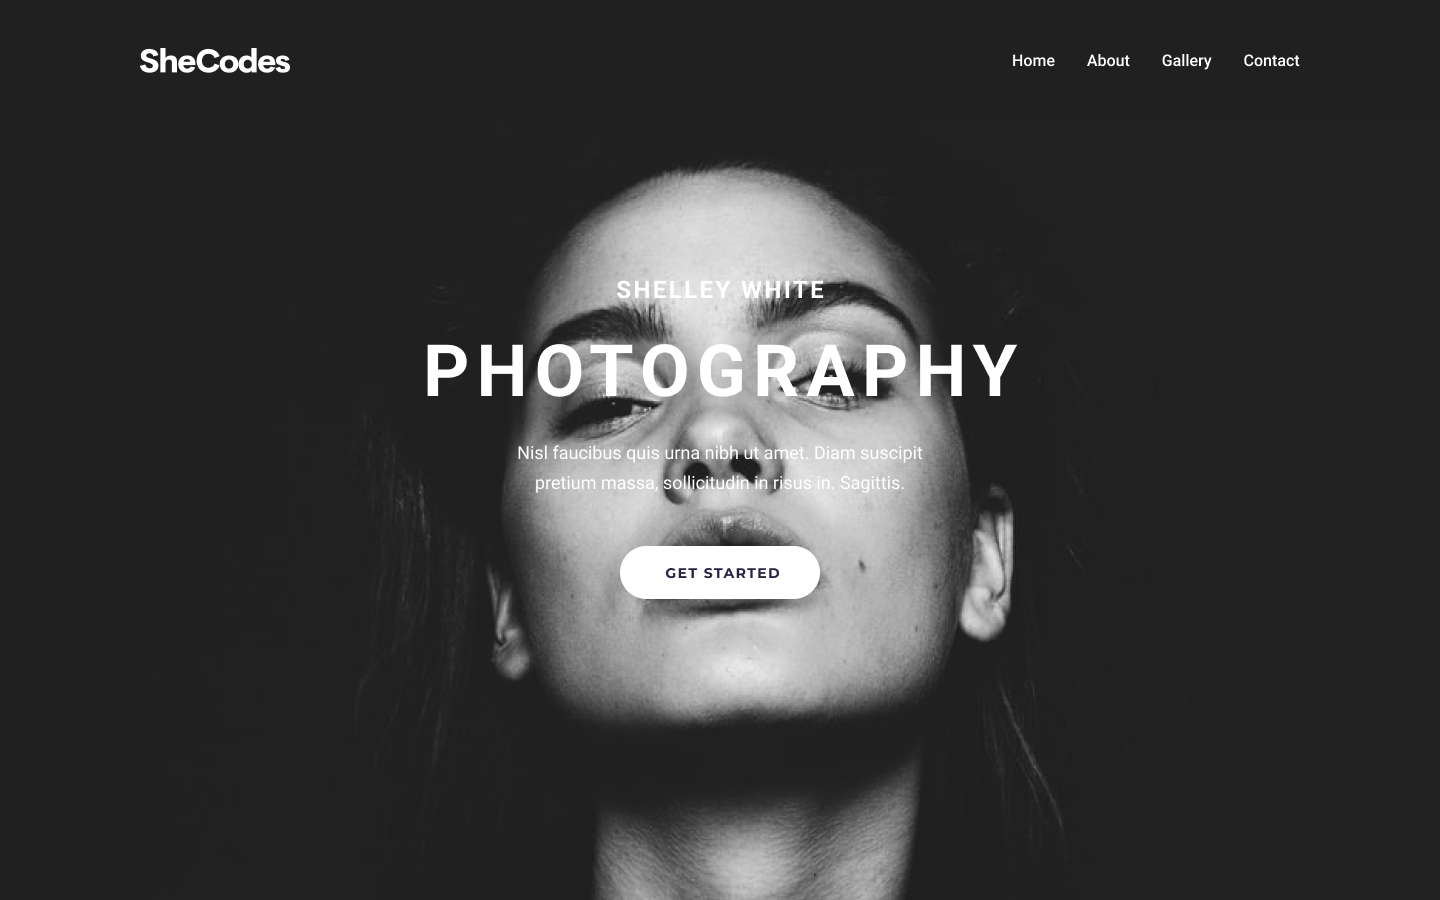 SheCodes
Home About Gallery Contact
SHELLEY WHITE
PHOTOGRAPHY
Nisl faucibus quis urna nibh ut amet. Diam suscipit
pretium massa, sollicitudin in risus in. Sagittis.
GET STARTED